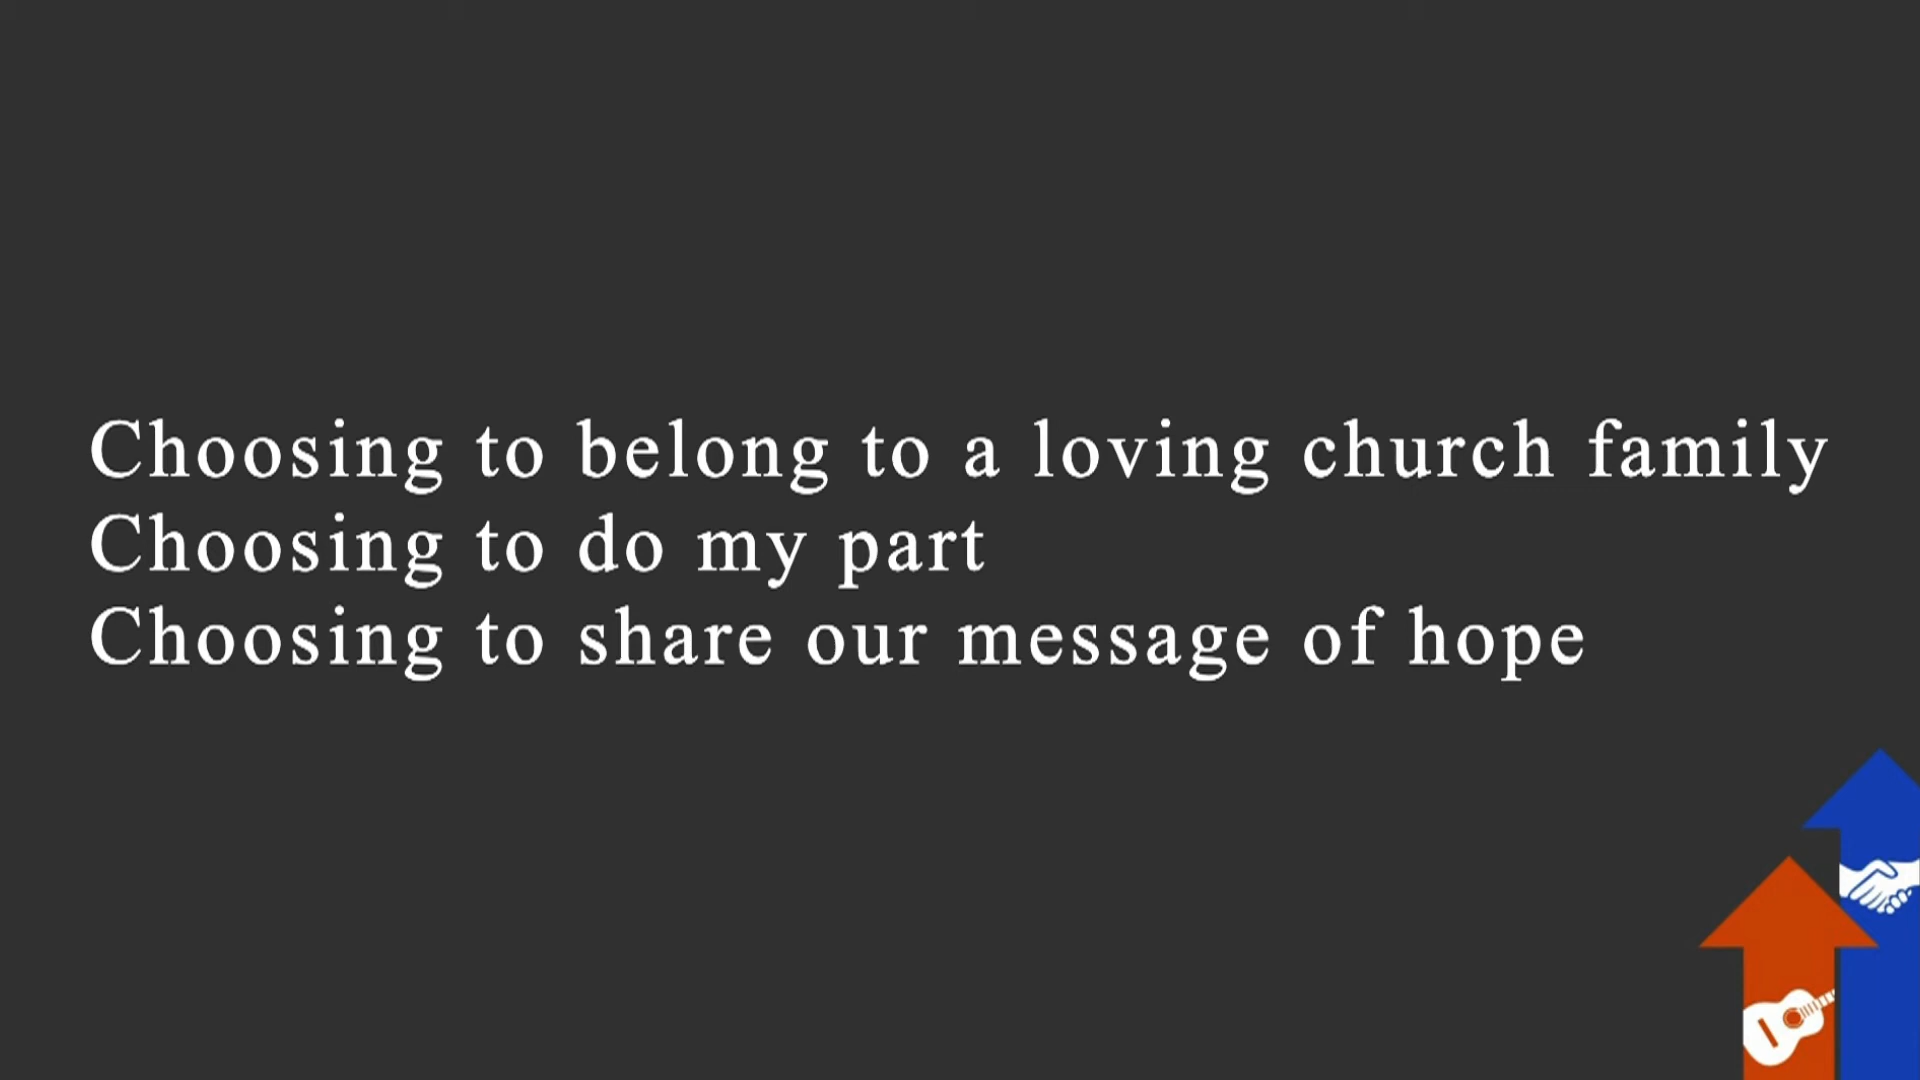 Choosing to belong to a loving church family
Choosing to do my part
Choosing to share our message of hope